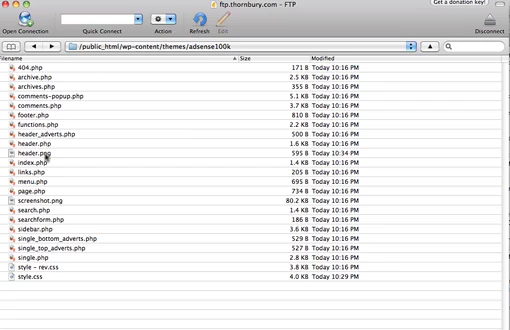 ftp.thornbury.com – FTP
Get a donation key!
Open Connection
Quick Connect
Action
Refresh
Edit
Disconnect
/public_html/wp-content/themes/adsense100k
Filename Size Modified
404.php 171 B Today 10:16 PM
archive.php 2.5 KB Today 10:16 PM
archives.php 355 B Today 10:16 PM
comments-popup.php 5.1 KB Today 10:16 PM
comments.php 3.7 KB Today 10:16 PM
footer.php 810 B Today 10:16 PM
functions.php 2.2 KB Today 10:16 PM
header_adverts.php 500 B Today 10:16 PM
header.php 1.6 KB Today 10:16 PM
header.png 595 B Today 10:34 PM
index.php 1.4 KB Today 10:16 PM
links.php 205 B Today 10:16 PM
menu.php 695 B Today 10:16 PM
page.php 734 B Today 10:16 PM
screenshot.png 80.2 KB Today 10:16 PM
search.php 1.4 KB Today 10:16 PM
searchform.php 186 B Today 10:16 PM
sidebar.php 3.6 KB Today 10:16 PM
single_bottom_adverts.php 529 B Today 10:16 PM
single_top_adverts.php 527 B Today 10:16 PM
single.php 2.8 KB Today 10:16 PM
style – rev.css 3.8 KB Today 10:16 PM
style.css 4.0 KB Today 10:29 PM